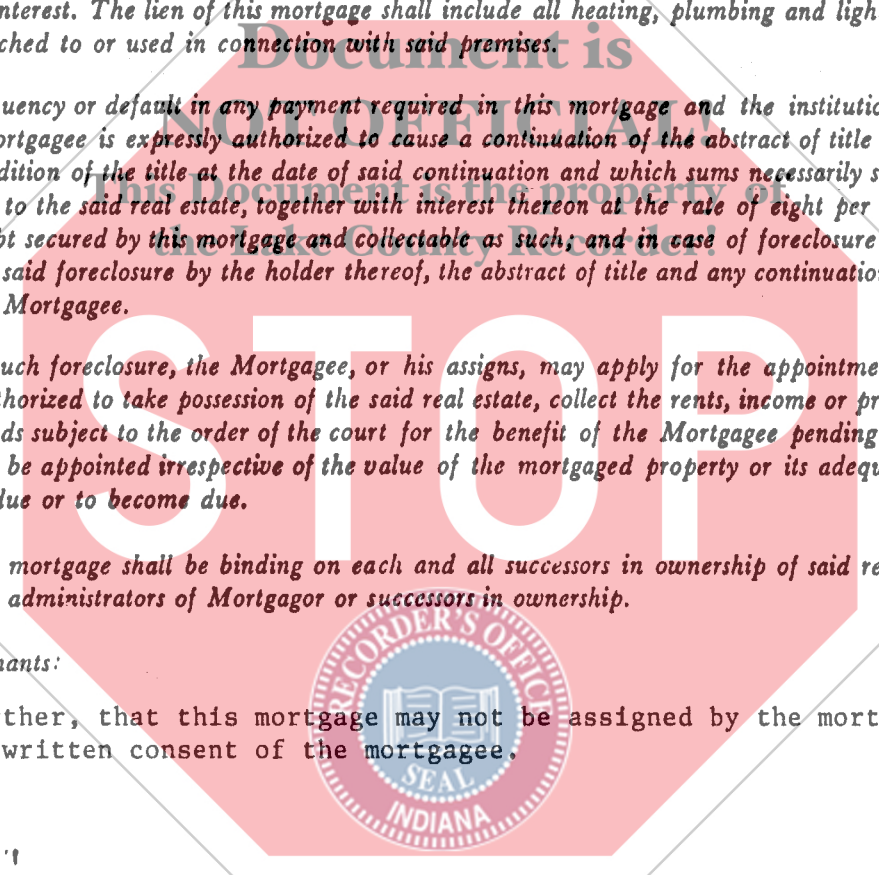 nterest. The lien of this mortgage shall include all heating, plumbing and ligh
ched to or used in connection with said premises.
Document is
uency or default in any payment required in this mortgage and the institutio
NOT OFFICIAL!
ortgagee is expressly authorized to cause a continuation of the abstract of title
dition of the title at the date of said continuation and which sums necessarily s
This Document is the property of
to the said real estate, together with interest thereon at the rate of eight per
the Lake County Recorder!
bt secured by this mortgage and collectable as such; and in case of foreclosure
said foreclosure by the holder thereof, the abstract of title and any continuation
Mortgagee.
STOP
uch foreclosure, the Mortgagee, or his assigns, may apply for the appointme
thorized to take possession of the said real estate, collect the rents, income or pr
ds subject to the order of the court for the benefit of the Mortgagee pending
be appointed irrespective of the value of the mortgaged property or its adequ
due or to become due.
mortgage shall be binding on each and all successors in ownership of said re
administrators of Mortgagor or successors in ownership.
nants:
ther, that this mortgage may not be assigned by the mort
written consent of the mortgagee.
RECORDER'S OFFICE
SEAL
INDIANA